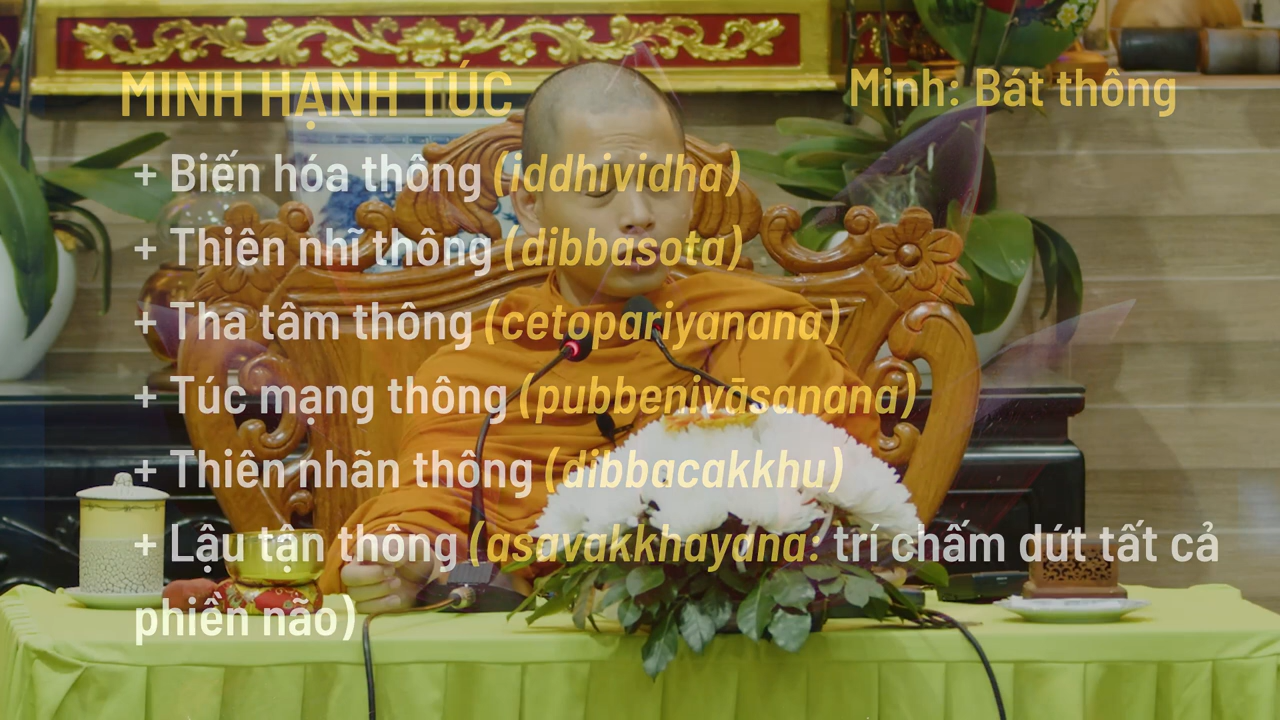 MINH HẠNH TÚC
Minh: Bát thông
+ Biến hóa thông (iddhividha)
+ Thiên nhĩ thông (dibbasota)
+ Tha tâm thông (cetopariyanana)
+ Túc mạng thông (pubbenivāsanana)
+ Thiên nhãn thông (dibbacakkhu)
+ Lậu tận thông (asavakkhayana: trí chấm dứt tất cả
phiền não)